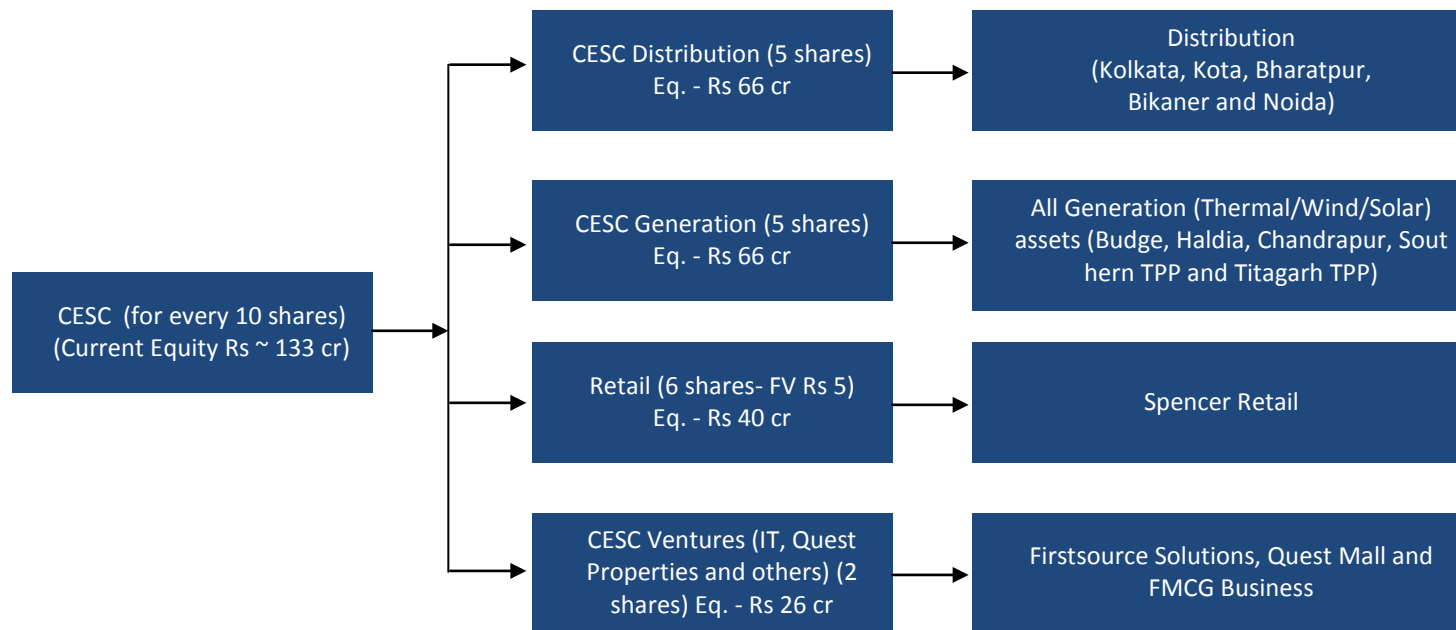 CESC (for every 10 shares)
(Current Equity Rs ~ 133 cr)
CESC Distribution (5 shares)
Eq. - Rs 66 cr
Distribution
(Kolkata, Kota, Bharatpur,
Bikaner and Noida)
CESC Generation (5 shares)
Eq. - Rs 66 cr
All Generation (Thermal/Wind/Solar)
assets (Budge, Haldia, Chandrapur, Sout
hern TPP and Titagarh TPP)
Retail (6 shares- FV Rs 5)
Eq. - Rs 40 cr
Spencer Retail
CESC Ventures (IT, Quest
Properties and others) (2
shares) Eq. - Rs 26 cr
Firstsource Solutions, Quest Mall and
FMCG Business